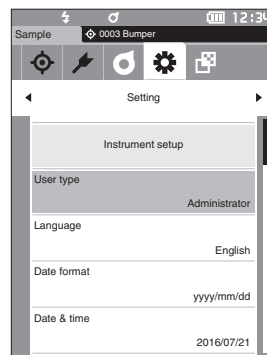 12:34
Sample
0003 Bumper
Setting
Instrument setup
User type
Administrator
Language
English
Date format
yyyy/mm/dd
Date & time
2016/07/21